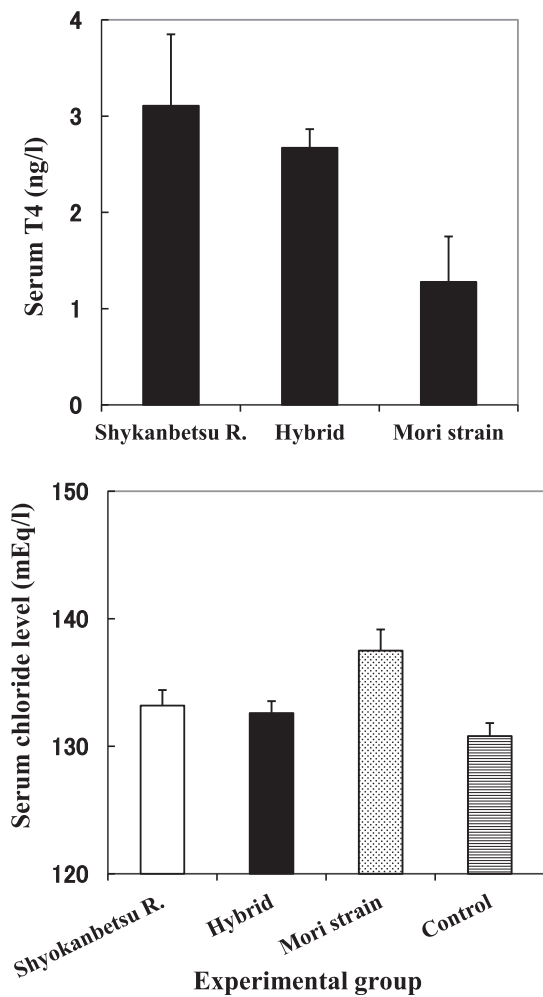 Serum T4 (ng/l)
4
3
2
1
0
Shykanbetsu R.
Hybrid
Mori strain
Serum chloride level (mEq/l)
150
140
130
120
Shyokanbetsu R.
Hybrid
Mori strain
Control
Experimental group